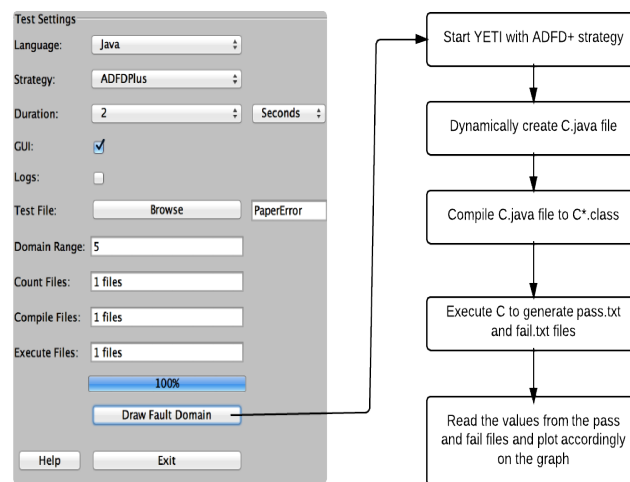 Test Settings
Language: Java
Strategy: ADFDPlus
Duration: 2 Seconds
GUI:
Logs:
Test File: Browse PaperError
Domain Range: 5
Count Files: 1 files
Compile Files: 1 files
Execute Files: 1 files
100%
Draw Fault Domain
Help Exit
Start YETI with ADFD+ strategy
Dynamically create C.java file
Compile C.java file to C*.class
Execute C to generate pass.txt
and fail.txt files
Read the values from the pass
and fail files and plot accordingly
on the graph